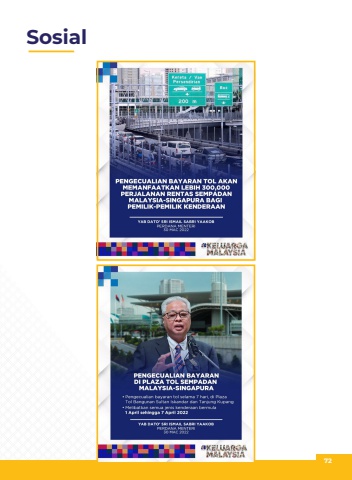 Sosial
Kereta / Van
Persendirian
Bas
200 m
PENGECUALIAN BAYARAN TOL AKAN
MEMANFAATKAN LEBIH 300,000
PERJALANAN RENTAS SEMPADAN
MALAYSIA-SINGAPURA BAGI
PEMILIK-PEMILIK KENDERAAN
YAB DATO' SRI ISMAIL SABRI YAAKOB
PERDANA MENTERI
30 MAC 2022
#KELUARGA
MALAYSIA
PENGECUALIAN BAYARAN
DI PLAZA TOL SEMPADAN
MALAYSIA-SINGAPURA
• Pengecualian bayaran tol selama 7 hari, di Plaza
Tol Bangunan Sultan Iskandar dan Tanjung Kupang
• Melibatkan semua jenis kenderaan bermula
1 April sehingga 7 April 2022
YAB DATO' SRI ISMAIL SABRI YAAKOB
PERDANA MENTERI
30 MAC 2022
#KELUARGA
MALAYSIA
72